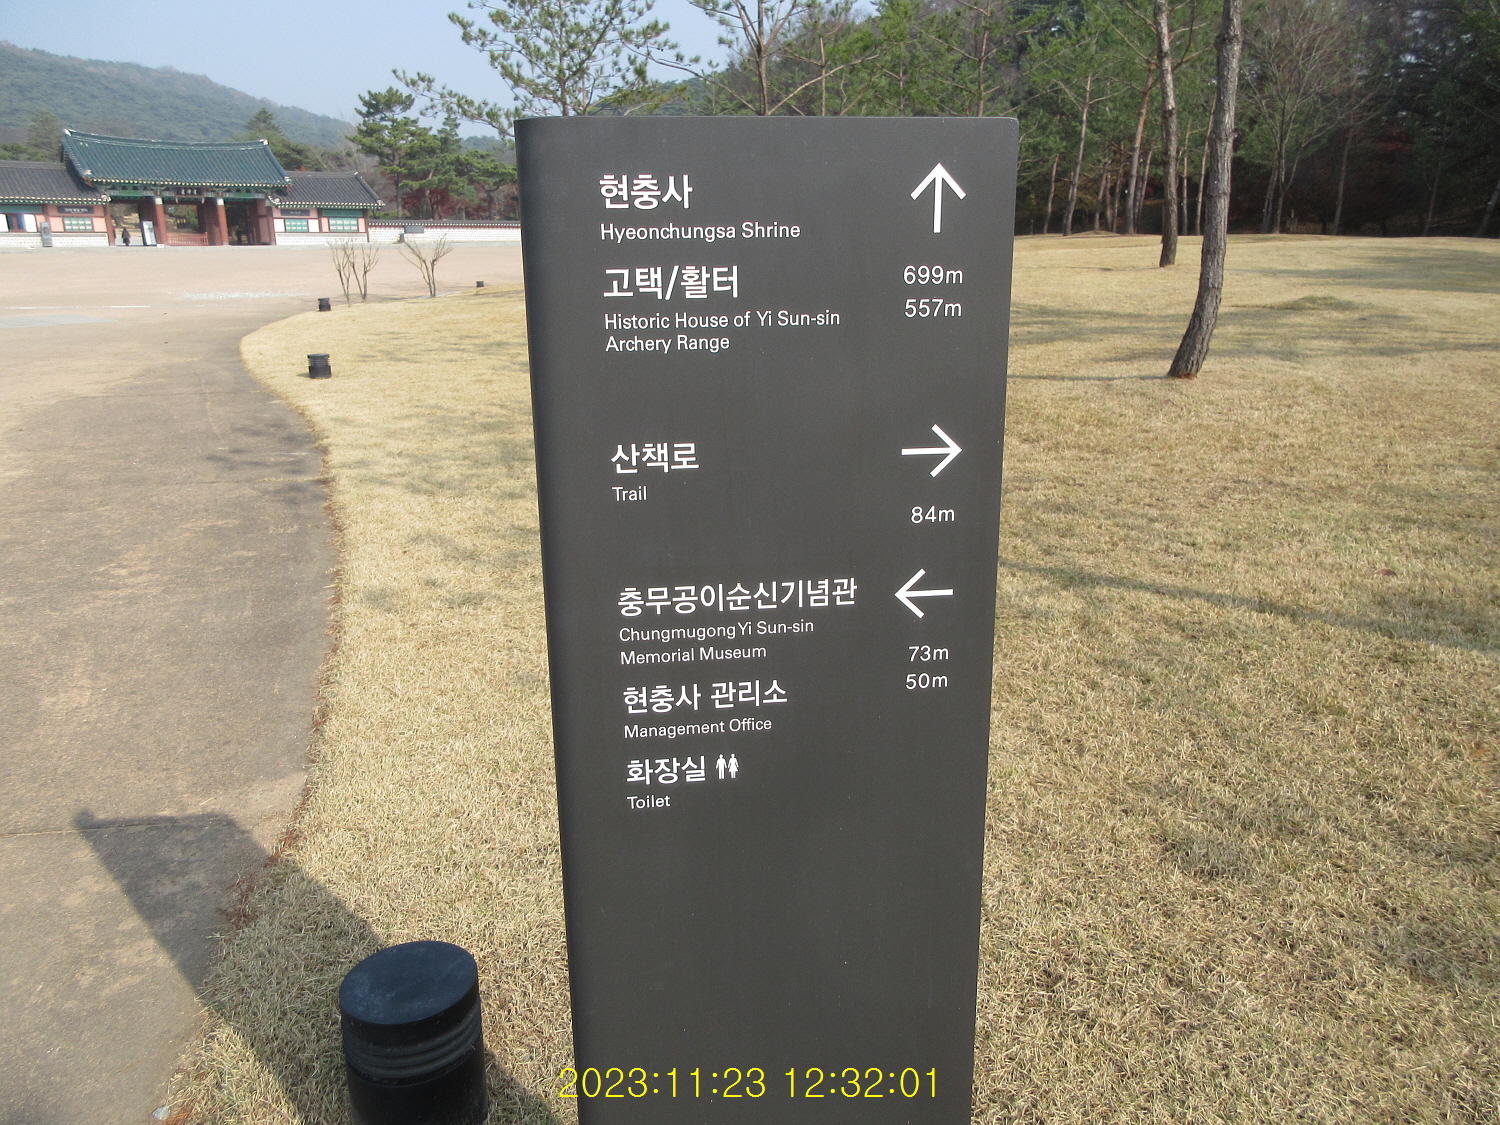 현충사
Hyeonchungsa Shrine
고택/활터
Historic House of Yi Sun-sin
Archery Range
699m
557m
산책로
Trail
84m
충무공이순신기념관
Chungmugong Yi Sun-sin
Memorial Museum
73m
현충사 관리소
Management Office
50m
화장실
Toilet
2023:11:23 12:32:01